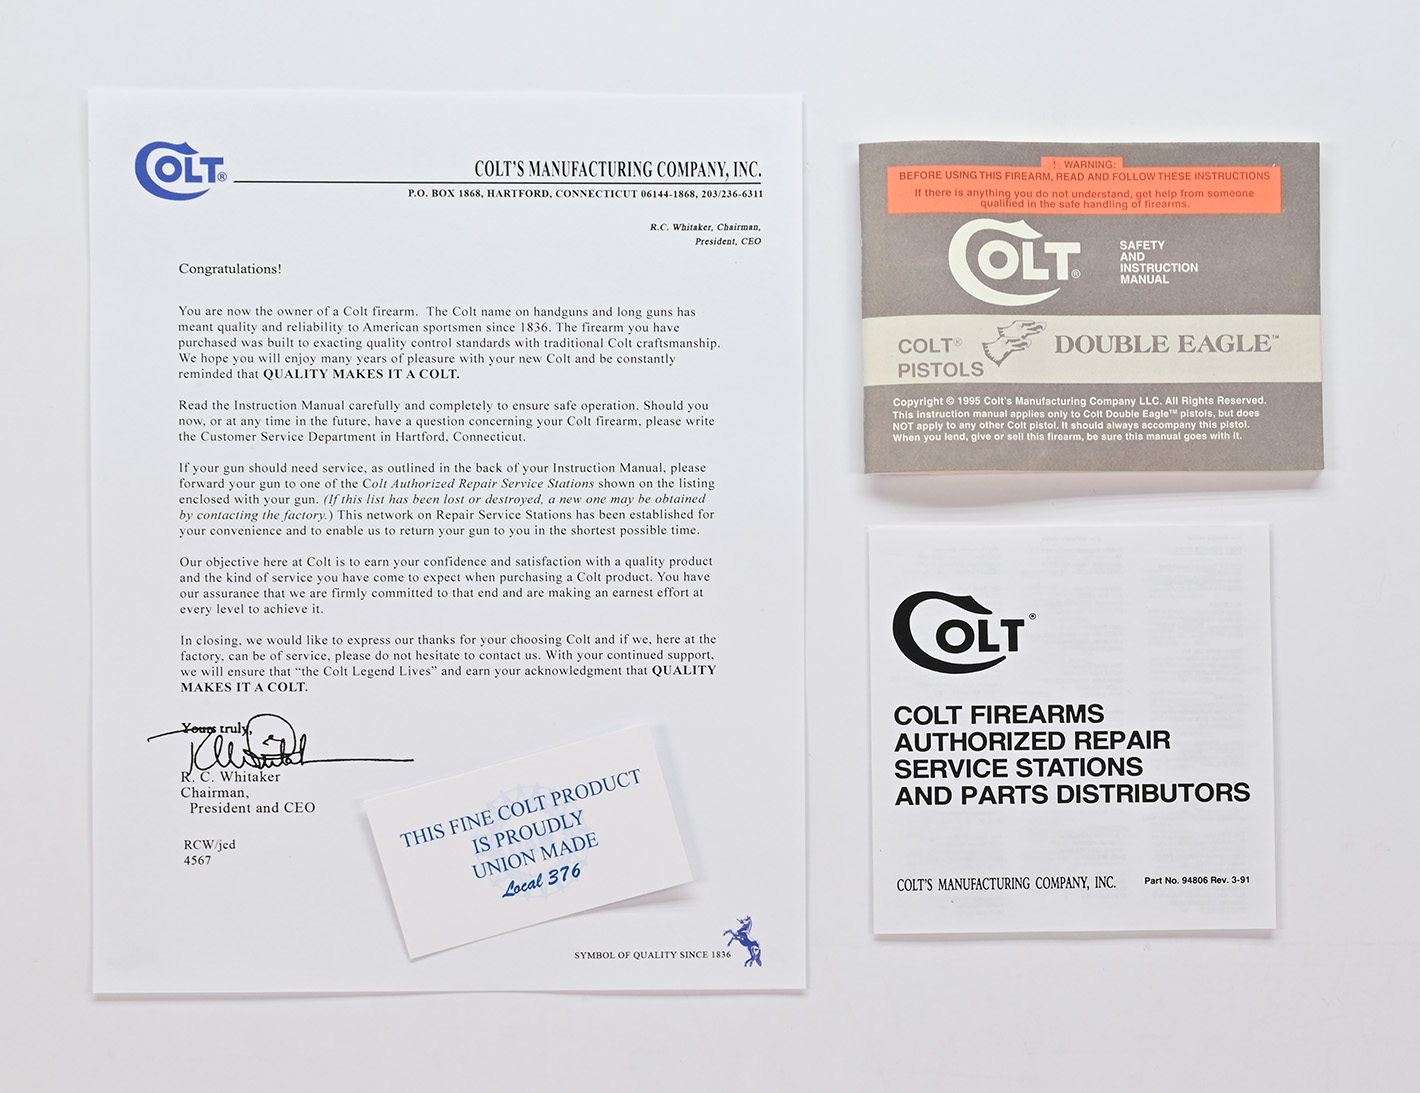 COLT®
COLT'S MANUFACTURING COMPANY, INC.
P.O. BOX 1868, HARTFORD, CONNECTICUT 06144-1868, 203/236-6311
R.C. Whitaker, Chairman,
President, CEO
Congratulations!
You are now the owner of a Colt firearm.  The Colt name on handguns and long guns has
meant quality and reliability to American sportsmen since 1836. The firearm you have
purchased was built to exacting quality control standards with traditional Colt craftsmanship.
We hope you will enjoy many years of pleasure with your new Colt and be constantly
reminded that QUALITY MAKES IT A COLT.
Read the Instruction Manual carefully and completely to ensure safe operation. Should you
now, or at any time in the future, have a question concerning your Colt firearm, please write
the Customer Service Department in Hartford, Connecticut.
If your gun should need service, as outlined in the back of your Instruction Manual, please
forward your gun to one of the Colt Authorized Repair Service Stations shown on the listing
enclosed with your gun. (If this list has been lost or destroyed, a new one may be obtained
by contacting the factory.) This network on Repair Service Stations has been established for
your convenience and to enable us to return your gun to you in the shortest possible time.
Our objective here at Colt is to earn your confidence and satisfaction with a quality product
and the kind of service you have come to expect when purchasing a Colt product. You have
our assurance that we are firmly committed to that end and are making an earnest effort at
every level to achieve it.
In closing, we would like to express our thanks for your choosing Colt and if we, here at the
factory, can be of service, please do not hesitate to contact us. With your continued support,
we will ensure that “the Colt Legend Lives” and earn your acknowledgment that QUALITY
MAKES IT A COLT.
Yours truly,
R. C. Whitaker
Chairman,
President and CEO
RCW/jcd
4567
THIS FINE COLT PRODUCT
IS PROUDLY
UNION MADE
Local 376
SYMBOL OF QUALITY SINCE 1836
⚠ WARNING:
BEFORE USING THIS FIREARM, READ AND FOLLOW THESE INSTRUCTIONS
If there is anything you do not understand, get help from someone
qualified in the safe handling of firearms.
COLT®
SAFETY
AND
INSTRUCTION
MANUAL
COLT®
PISTOLS
DOUBLE EAGLE™
Copyright © 1995 Colt's Manufacturing Company LLC. All Rights Reserved.
This instruction manual applies only to Colt Double Eagle™ pistols, but does
NOT apply to any other Colt pistol. It should always accompany this pistol.
When you lend, give or sell this firearm, be sure this manual goes with it.
COLT®
COLT FIREARMS
AUTHORIZED REPAIR
SERVICE STATIONS
AND PARTS DISTRIBUTORS
COLT'S MANUFACTURING COMPANY, INC.
Part No. 94806 Rev. 3-91